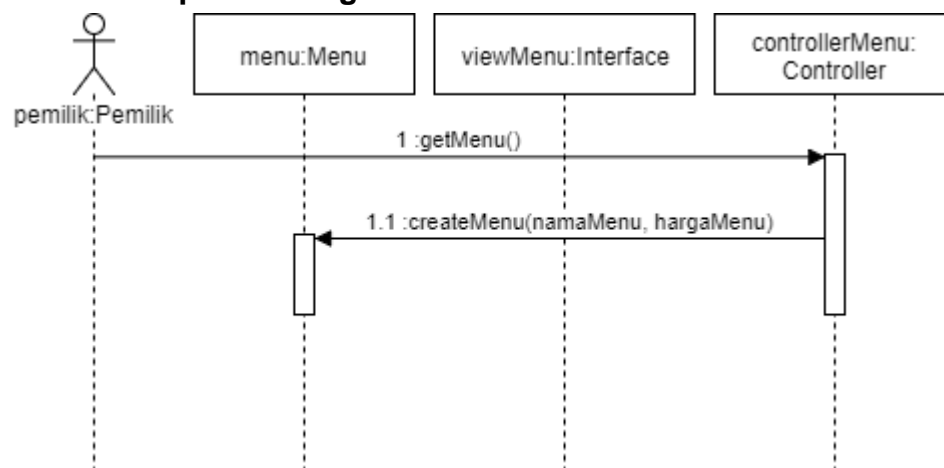 menu:Menu
viewMenu:Interface
controllerMenu:
Controller
pemilik:Pemilik
1 :getMenu()
1.1 :createMenu(namaMenu, hargaMenu)